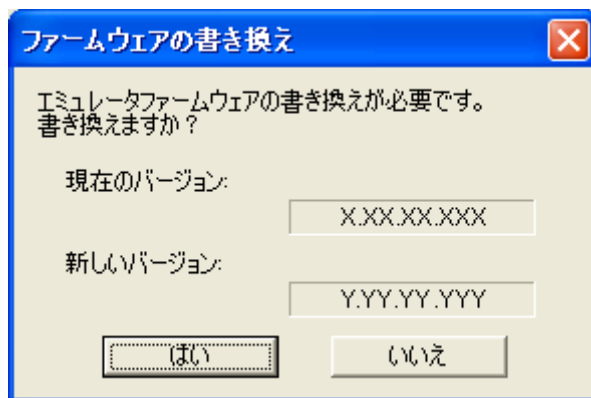 ファームウェアの書き換え
エミュレータファームウェアの書き換えが必要です。
書き換えますか？
現在のバージョン:
X.XX.XX.XXX
新しいバージョン:
Y.YY.YY.YYY
はい
いいえ